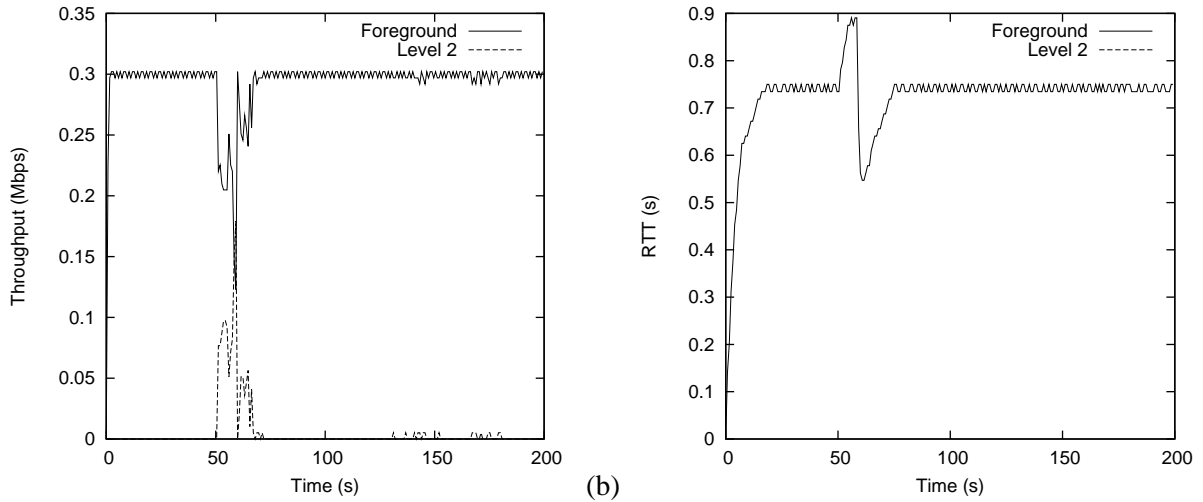 0.35
0.3
0.25
0.2
0.15
0.1
0.05
0
0 50 100 150 200
Throughput (Mbps)
Time (s)
Foreground
Level 2
(b)
0.9
0.8
0.7
0.6
0.5
0.4
0.3
0.2
0.1
0
0 50 100 150 200
RTT (s)
Time (s)
Foreground
Level 2